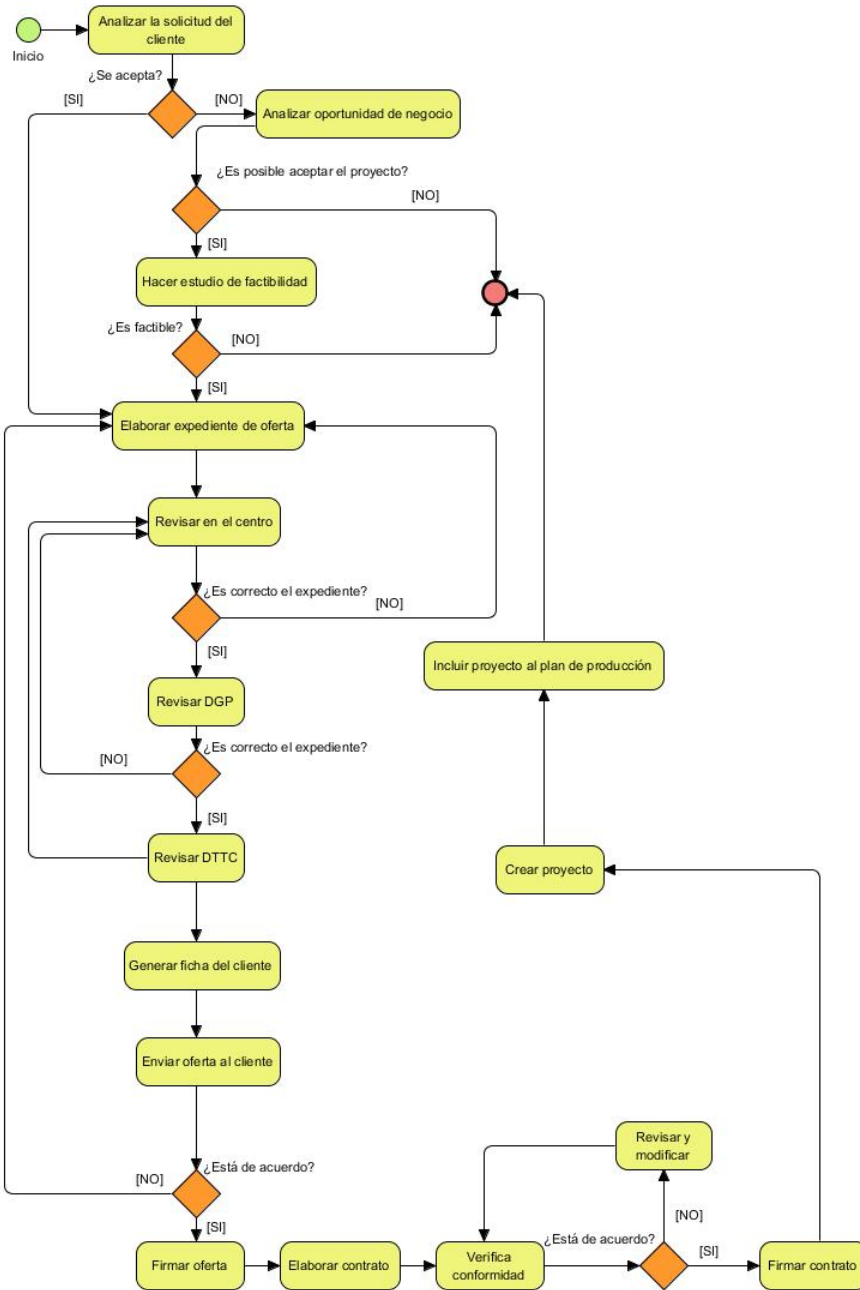 Analizar la solicitud del
cliente
Inicio
¿Se acepta?
[SI]
[NO]
Analizar oportunidad de negocio
¿Es posible aceptar el proyecto?
[NO]
[SI]
Hacer estudio de factibilidad
¿Es factible?
[NO]
[SI]
Elaborar expediente de oferta
Revisar en el centro
¿Es correcto el expediente?
[NO]
[SI]
Incluir proyecto al plan de producción
Revisar DGP
¿Es correcto el expediente?
[NO]
[SI]
Revisar DTTC
Crear proyecto
Generar ficha del cliente
Enviar oferta al cliente
Revisar y
modificar
¿Está de acuerdo?
[NO]
[SI]
[NO]
¿Está de acuerdo?
[SI]
Firmar oferta
Elaborar contrato
Verifica
conformidad
Firmar contrato